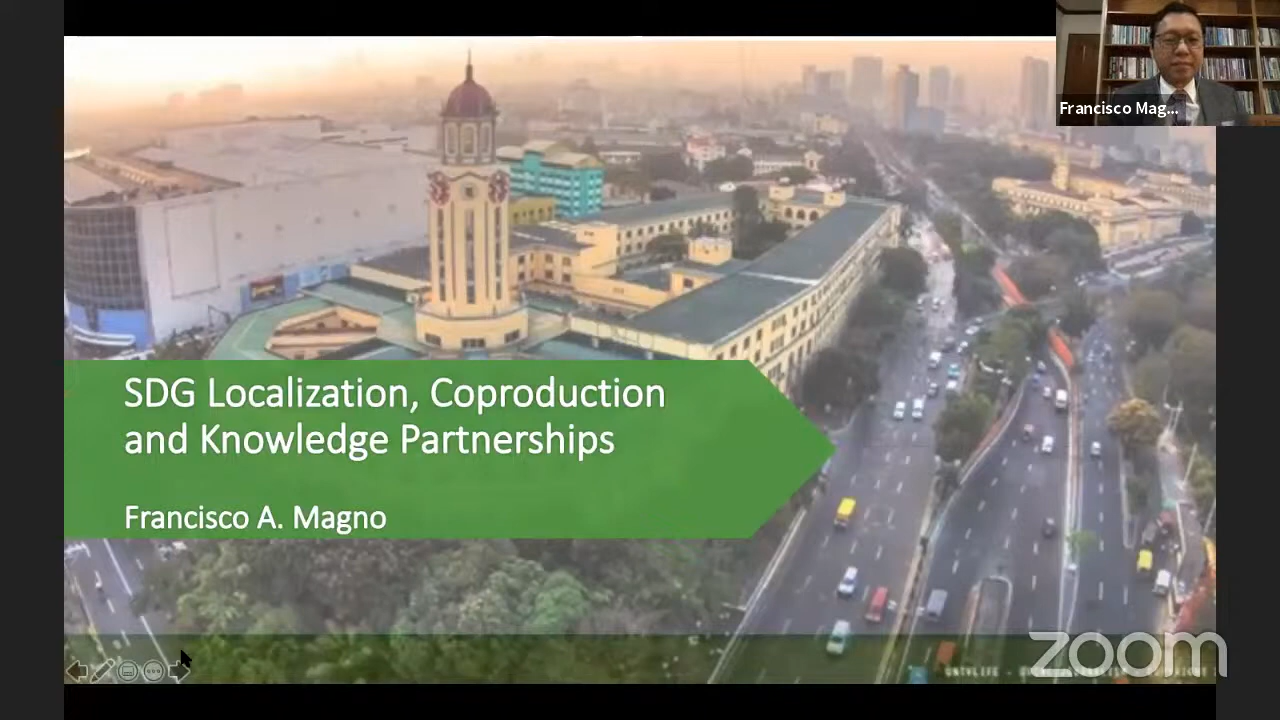 Francisco Mag...
SDG Localization, Coproduction
and Knowledge Partnerships
Francisco A. Magno
zoom